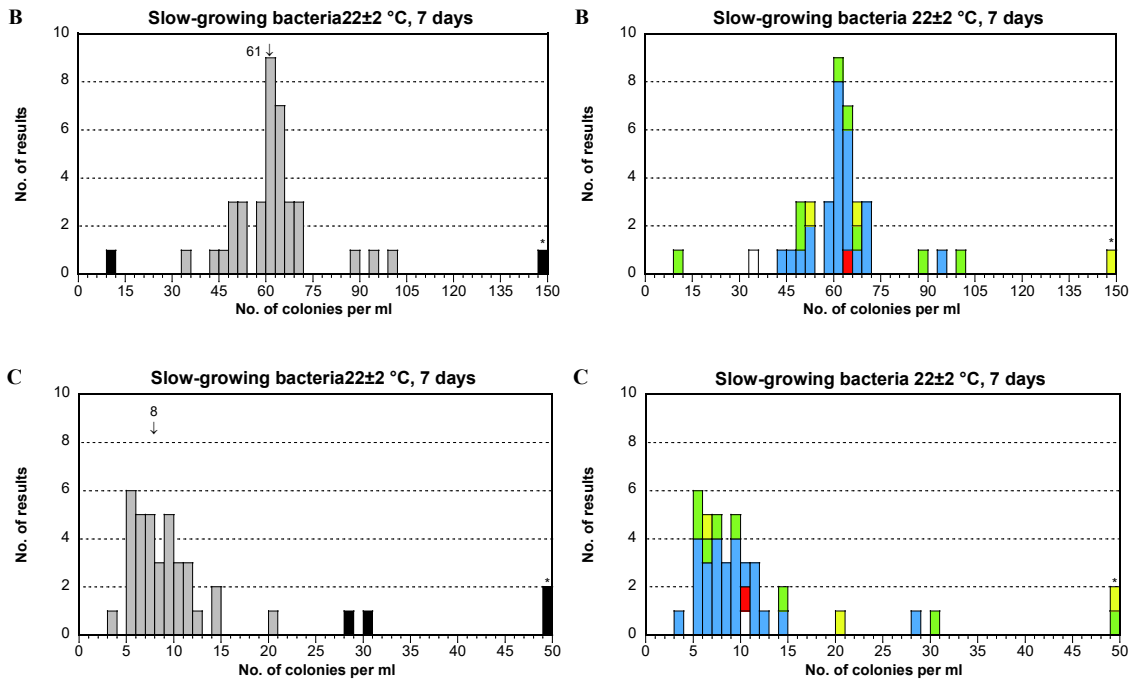 B
Slow-growing bacteria22±2 °C, 7 days
10
8
6
4
2
0
No. of results
61 ↓
*
0 15 30 45 60 75 90 105 120 135 150
No. of colonies per ml
B
Slow-growing bacteria 22±2 °C, 7 days
10
8
6
4
2
0
No. of results
*
0 15 30 45 60 75 90 105 120 135 150
No. of colonies per ml
C
Slow-growing bacteria22±2 °C, 7 days
10
8
6
4
2
0
No. of results
8
↓
*
0 5 10 15 20 25 30 35 40 45 50
No. of colonies per ml
C
Slow-growing bacteria 22±2 °C, 7 days
10
8
6
4
2
0
No. of results
*
0 5 10 15 20 25 30 35 40 45 50
No. of colonies per ml